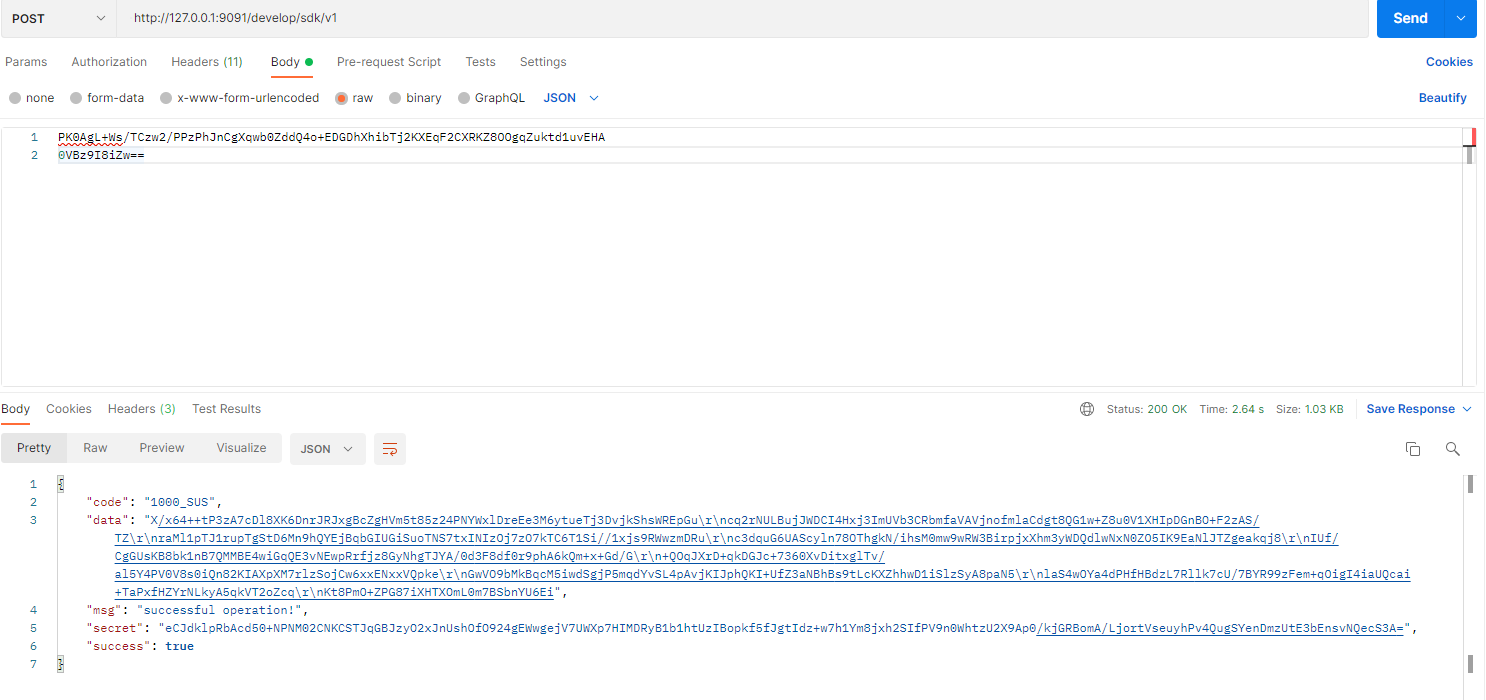 POST http://127.0.0.1:9091/develop/sdk/v1 Send
Params Authorization Headers (11) Body Pre-request Script Tests Settings Cookies
none form-data x-www-form-urlencoded raw binary GraphQL JSON Beautify
1 PK0AgL+Ws/TCzw2/PPzPhJnCgXqwb0ZddQ4o+EDGDhXhibTj2KXEqF2CXRKZ8OOgqZuktd1uvEHA
2 0VBz9I8iZw==
Body Cookies Headers (3) Test Results Status: 200 OK Time: 2.64 s Size: 1.03 KB Save Response
Pretty Raw Preview Visualize JSON
1 {
2 "code": "1000_SUS",
3 "data": "X/x64++tP3zA7cDl8XK6DnrJRJxgBcZgHVm5t85z24PNYWxlDreEe3M6ytueTj3DvjkShsWREpGu\r\ncq2rNULBujJWDCI4Hxj3ImUVb3CRbmfaVAVjnofmlaCdgt8QG1w+Z8u0V1XHIpDGnBO+F2zAS/
TZ\r\nraMl1pTJ1rupTgStD6Mn9hQYEjBqbGIUGiSuoTNS7txINIzOj7zO7kTC6T1Si//1xjs9RWwzmDRu\r\nc3dquG6UAScyln78OThgkN/ihsM0mw9wRW3BirpjxXhm3yWDQdlwNxN0ZO5IK9EaNlJTZgeakqj8\r\nIUf/
CgGUsKB8bk1nB7QMMBE4wiGqQE3vNEwpRrfjz8GyNhgTJYA/0d3F8df0r9phA6kQm+x+Gd/G\r\n+QOqJXrD+qkDGJc+7360XvDitxglTv/
al5Y4PV0V8s0iQn82KIAXpXM7rlzSojCw6xxENxxVQpke\r\nGwVO9bMkBqcM5iwdSgjP5mqdYvSL4pAvjKIJphQKI+UfZ3aNBhBs9tLcKXZhhwD1iSlzSyA8paN5\r\nlaS4wOYa4dPHfHBdzL7Rllk7cU/7BYR99zFem+qOigI4iaUQcai
+TaPxfHZYrNLkyA5qkVT2oZcq\r\nKt8PmO+ZPG87iXHTXOmL0m7BSbnYU6Ei",
4 "msg": "successful operation!",
5 "secret": "eCJdklpRbAcd50+NPNM02CNKCSTJqGBJzyO2xJnUshOfO924gEWwgejV7UWXp7HIMDRyB1b1htUzIBopkf5fJgtIdz+w7h1Ym8jxh2SIfPV9n0WhtzU2X9Ap0/kjGRBomA/LjortVseuyhPv4QugSYenDmzUtE3bEnsvNQecS3A=",
6 "success": true
7 }